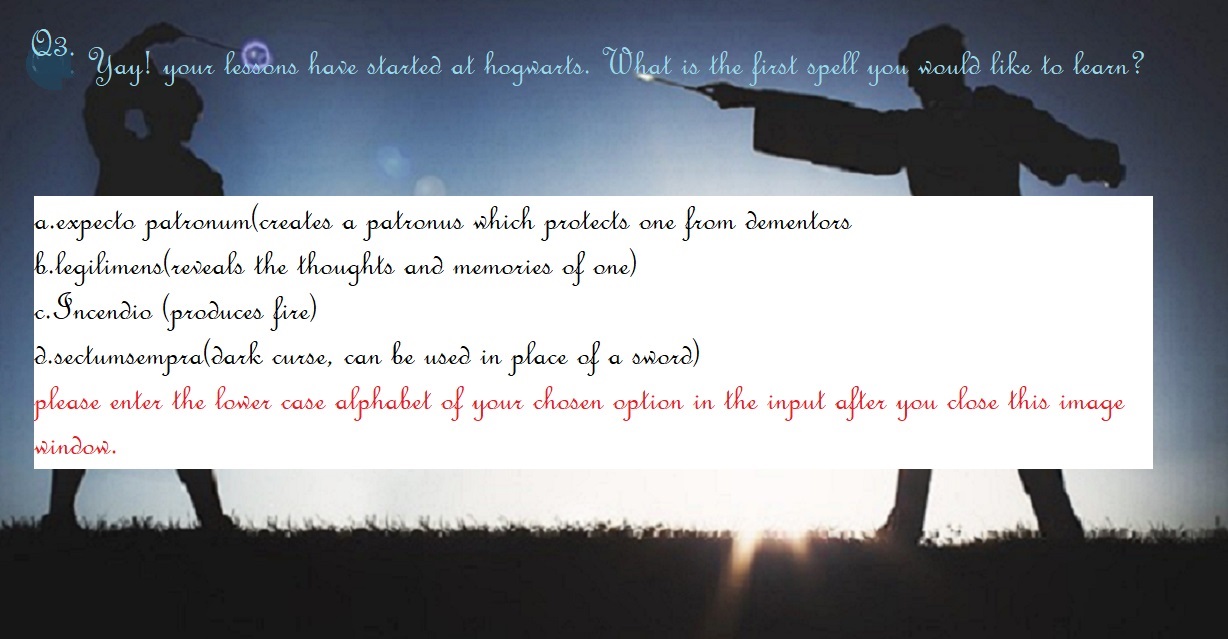 Q3. Yay! your lessons have started at hogwarts. What is the first spell you would like to learn?
a.expecto patronum(creates a patronus which protects one from dementors
b.legilimens(reveals the thoughts and memories of one)
c.Incendio (produces fire)
d.sectumsempra(dark curse, can be used in place of a sword)
please enter the lower case alphabet of your chosen option in the input after you close this image
window.